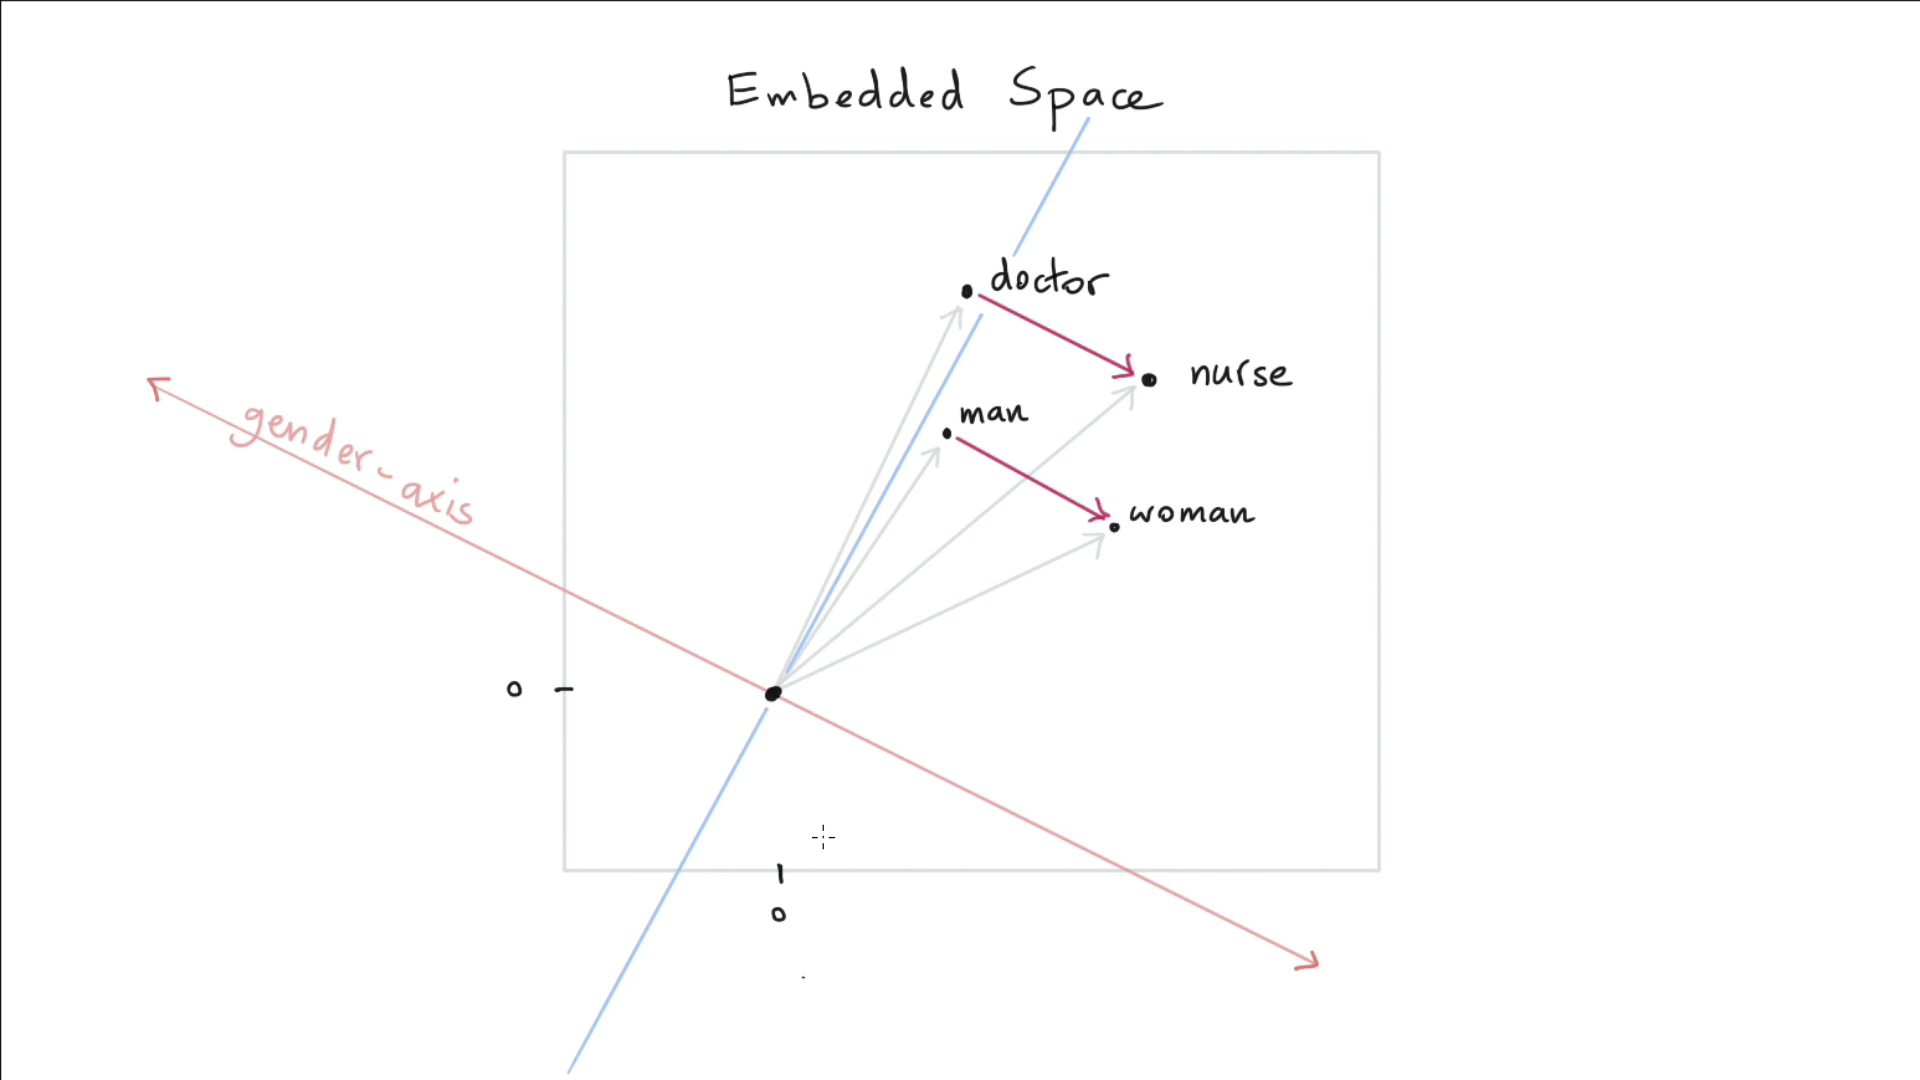 Embedded Space
doctor
nurse
man
gender-axis
woman
0
0